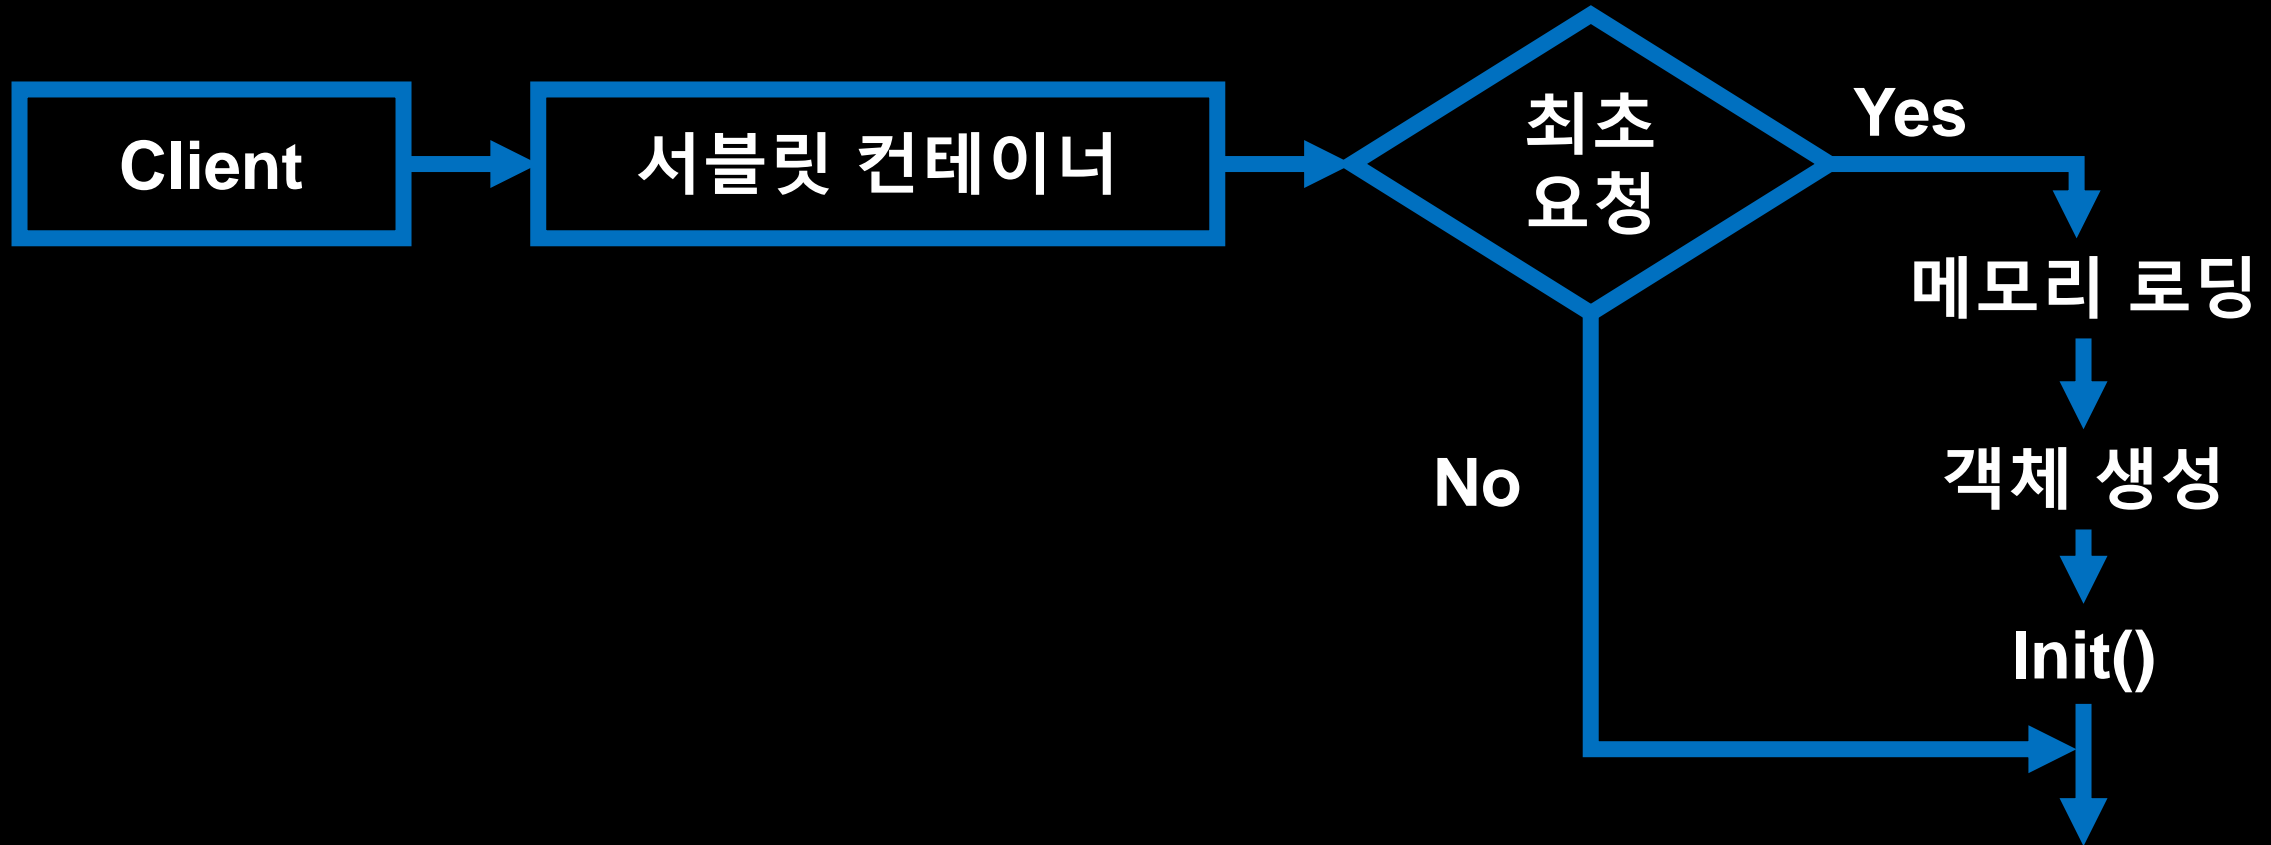 Client
서블릿 컨테이너
최초
요청
Yes
메모리 로딩
객체 생성
No
Init()